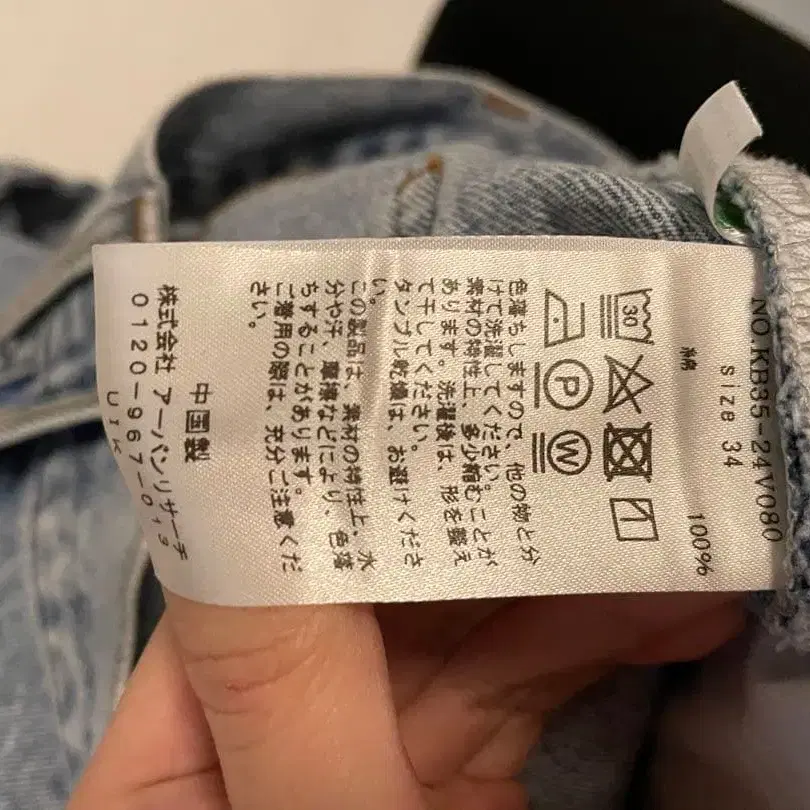 NO.KB35-24V080
size 34
綿 100%
30
P
W
色落ちしますので、他の物と分
けて洗濯してください。
素材の特性上、多少縮むことが
あります。洗濯後は、形を整え
て干してください。
タンブル乾燥は、お避けくださ
い。
この製品は、素材の特性上、水
分や汗、摩擦などにより、色落
ちすることがあります。
ご着用の際は、充分ご注意くだ
さい。
中国製
株式会社 アーバンリサーチ
0120-967-013
UIK